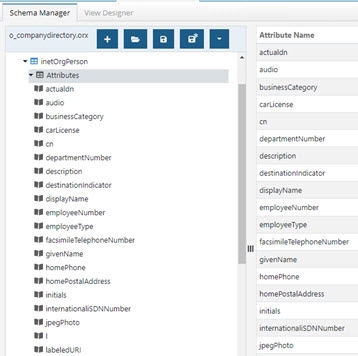 Schema Manager
View Designer
o_companydirectory.orx
inetOrgPerson
Attributes
actualdn
audio
businessCategory
carLicense
cn
departmentNumber
description
destinationIndicator
displayName
employeeNumber
employeeType
facsimileTelephoneNumber
givenName
homePhone
homePostalAddress
initials
internationaliSDNNumber
jpegPhoto
l
labeledURI
Attribute Name
actualdn
audio
businessCategory
carLicense
cn
departmentNumber
description
destinationIndicator
displayName
employeeNumber
employeeType
facsimileTelephoneNumber
givenName
homePhone
homePostalAddress
initials
internationaliSDNNumber
jpegPhoto